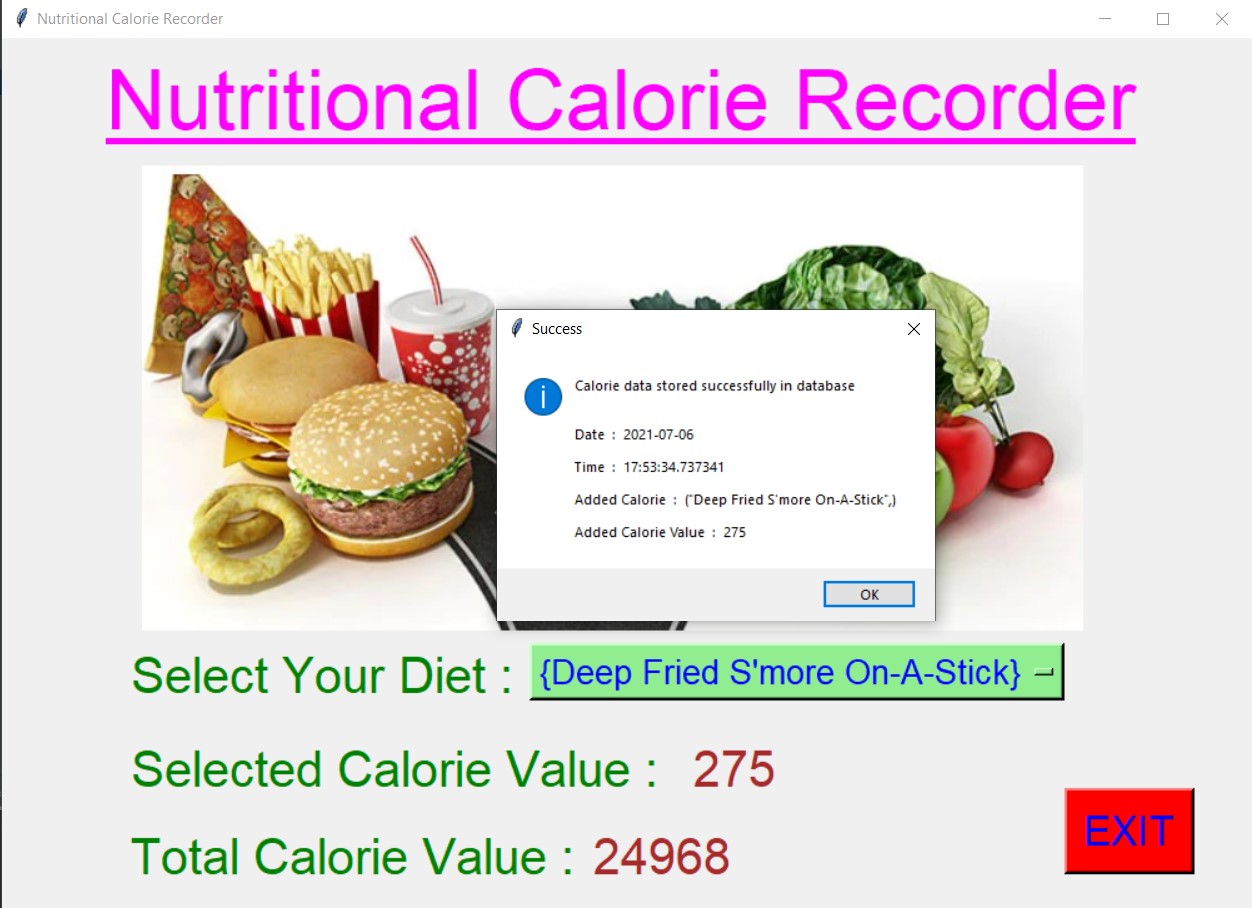 Nutritional Calorie Recorder
Nutritional Calorie Recorder
Success
Calorie data stored successfully in database
Date : 2021-07-06
Time : 17:53:34.737341
Added Calorie : ("Deep Fried S'more On-A-Stick",)
Added Calorie Value : 275
OK
Select Your Diet : {Deep Fried S'more On-A-Stick}
Selected Calorie Value : 275
Total Calorie Value : 24968
EXIT